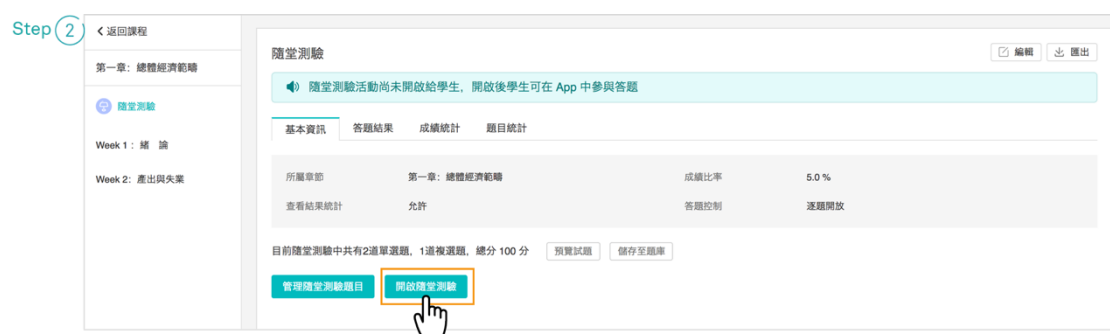 Step 2
返回課程
第一章：總體經濟範疇
隨堂測驗
Week 1： 緒　論
Week 2： 產出與失業
隨堂測驗
編輯
匯出
隨堂測驗活動尚未開啟給學生，開啟後學生可在 App 中參與答題
基本資訊 答題結果 成績統計 題目統計
所屬章節 第一章：總體經濟範疇 成績比率 5.0 %
查看結果統計 允許 答題控制 逐題開放
目前隨堂測驗中共有2道單選題，1道複選題，總分 100 分 預覽試題 儲存至題庫
管理隨堂測驗題目 開啟隨堂測驗